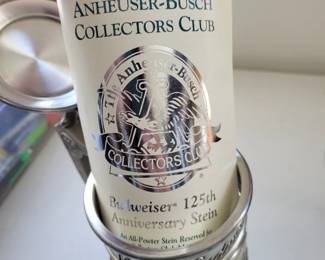 ANHEUSER-BUSCH
COLLECTORS CLUB
The Anheuser-Busch
COLLECTORS CLUB
Budweiser 125th
Anniversary Stein
An All-Pewter Stein Reserved for